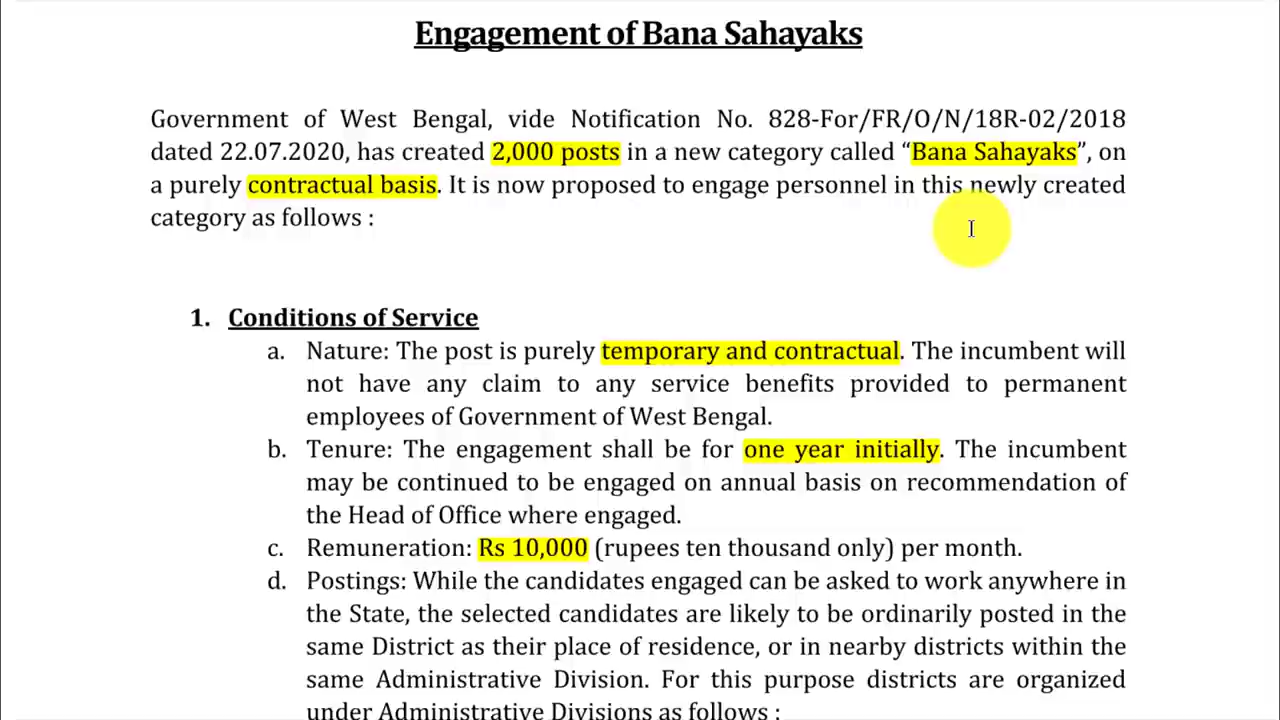 Engagement of Bana Sahayaks
Government of West Bengal, vide Notification No. 828-For/FR/O/N/18R-02/2018
dated 22.07.2020, has created 2,000 posts in a new category called “Bana Sahayaks”, on
a purely contractual basis. It is now proposed to engage personnel in this newly created
category as follows :
1. Conditions of Service
a. Nature: The post is purely temporary and contractual. The incumbent will
not have any claim to any service benefits provided to permanent
employees of Government of West Bengal.
b. Tenure: The engagement shall be for one year initially. The incumbent
may be continued to be engaged on annual basis on recommendation of
the Head of Office where engaged.
c. Remuneration: Rs 10,000 (rupees ten thousand only) per month.
d. Postings: While the candidates engaged can be asked to work anywhere in
the State, the selected candidates are likely to be ordinarily posted in the
same District as their place of residence, or in nearby districts within the
same Administrative Division. For this purpose districts are organized
under Administrative Divisions as follows :